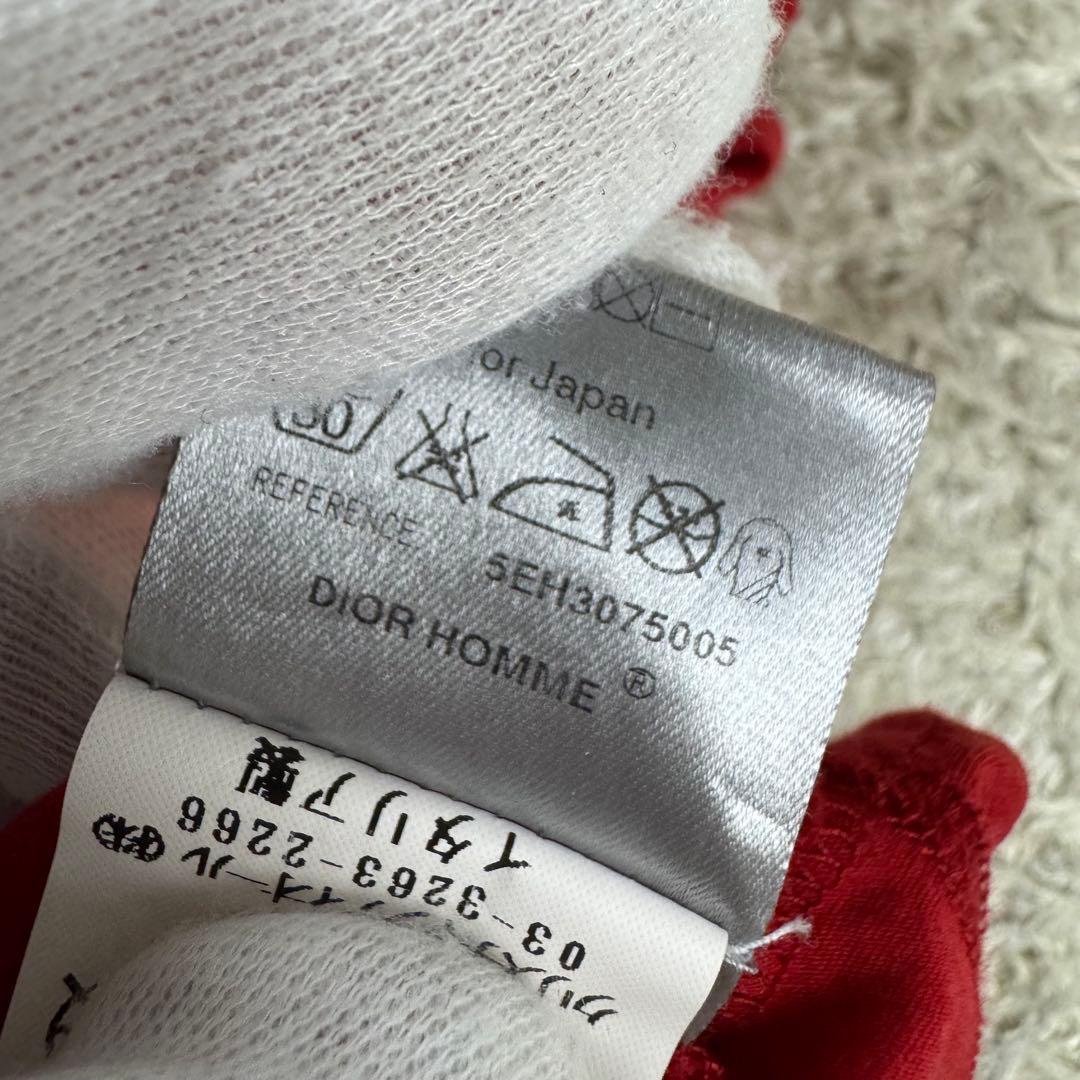 or Japan
30
REFERENCE
5EH3075005
DIOR HOMME ®
イタリア製
03-3263-2266